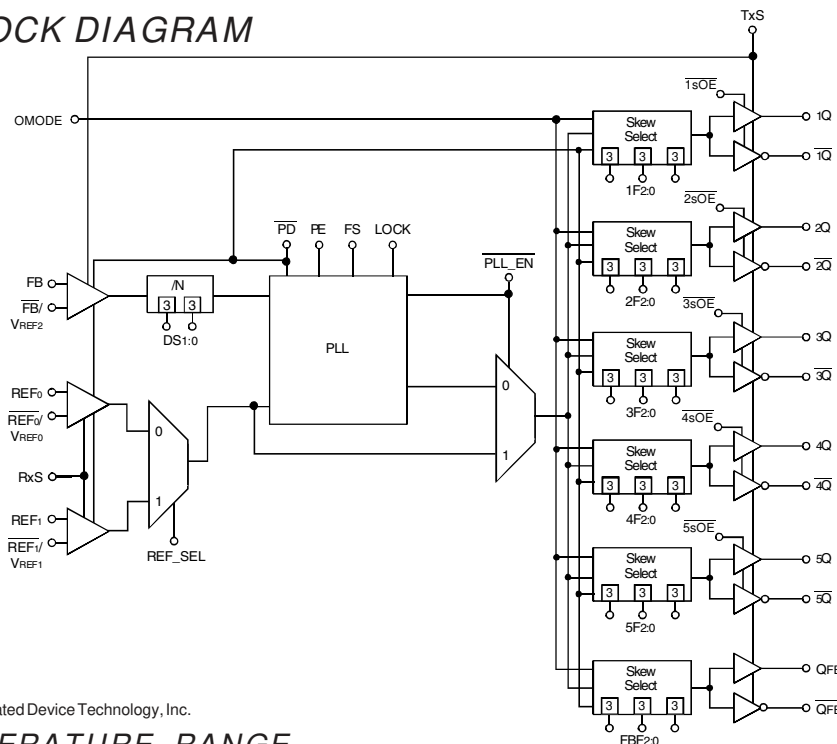 OCK DIAGRAM
TxS
OMODE
1sOE
Skew
Select
3 3 3
1F2:0
1Q
1Q
2sOE
Skew
Select
3 3 3
2F2:0
2Q
2Q
PD PE FS LOCK
PLL_EN
FB
FB/
VREF2
/N
3 3
DS1:0
PLL
3sOE
Skew
Select
3 3 3
3F2:0
3Q
3Q
REF0
REF0/
VREF0
RxS
REF1
REF1/
VREF1
0
1
REF_SEL
0
1
4sOE
Skew
Select
3 3 3
4F2:0
4Q
4Q
5sOE
Skew
Select
3 3 3
5F2:0
5Q
5Q
Skew
Select
3 3 3
FBF2:0
QFB
QFB
ated Device Technology, Inc.
ERATURE RANGE